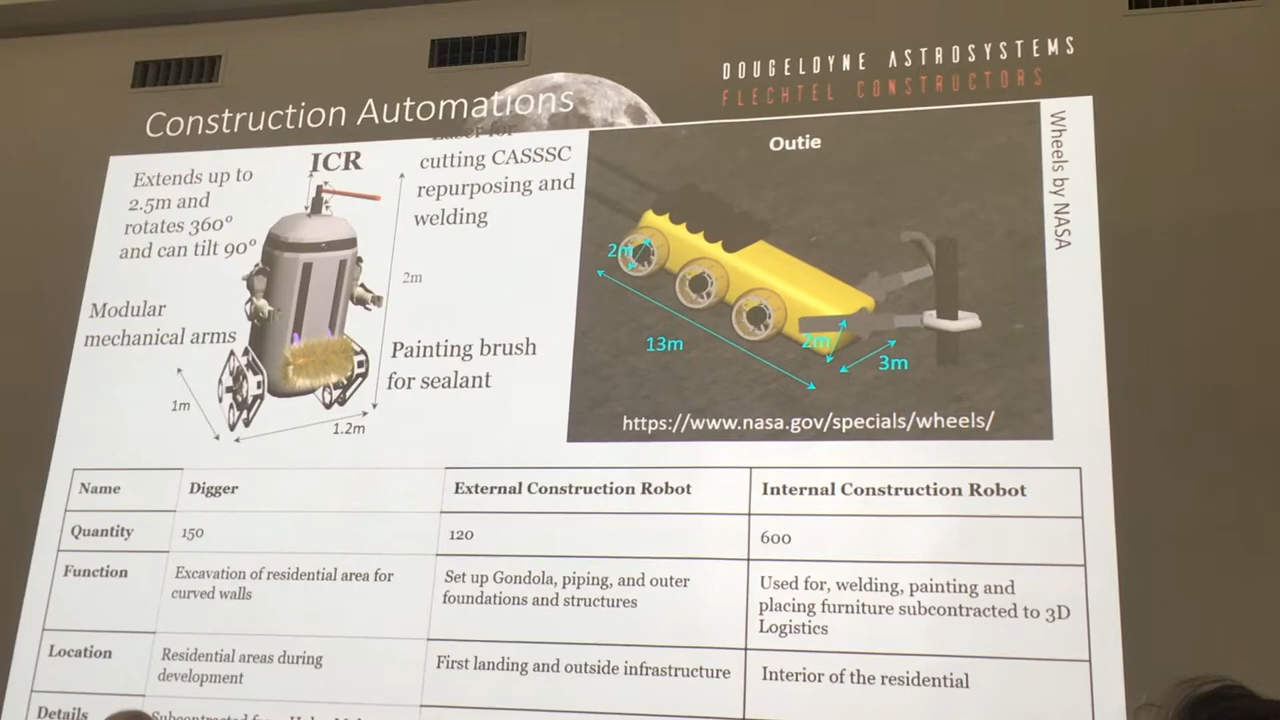 DOUGELDYNE ASTROSYSTEMS
FLECHTEL CONSTRUCTORS
Construction Automations
ICR
Extends up to
2.5m and
rotates 360°
and can tilt 90°
Laser for
cutting CASSSC
repurposing and
welding
2m
Modular
mechanical arms
Painting brush
for sealant
1m
1.2m
Outie
Wheels by NASA
2m
13m
2m
3m
https://www.nasa.gov/specials/wheels/
Name Digger External Construction Robot Internal Construction Robot
Quantity 150 120 600
Function
Excavation of residential area for
curved walls
Set up Gondola, piping, and outer
foundations and structures
Used for, welding, painting and
placing furniture subcontracted to 3D
Logistics
Location
Residential areas during
development
First landing and outside infrastructure
Interior of the residential
Details
Subcontracted